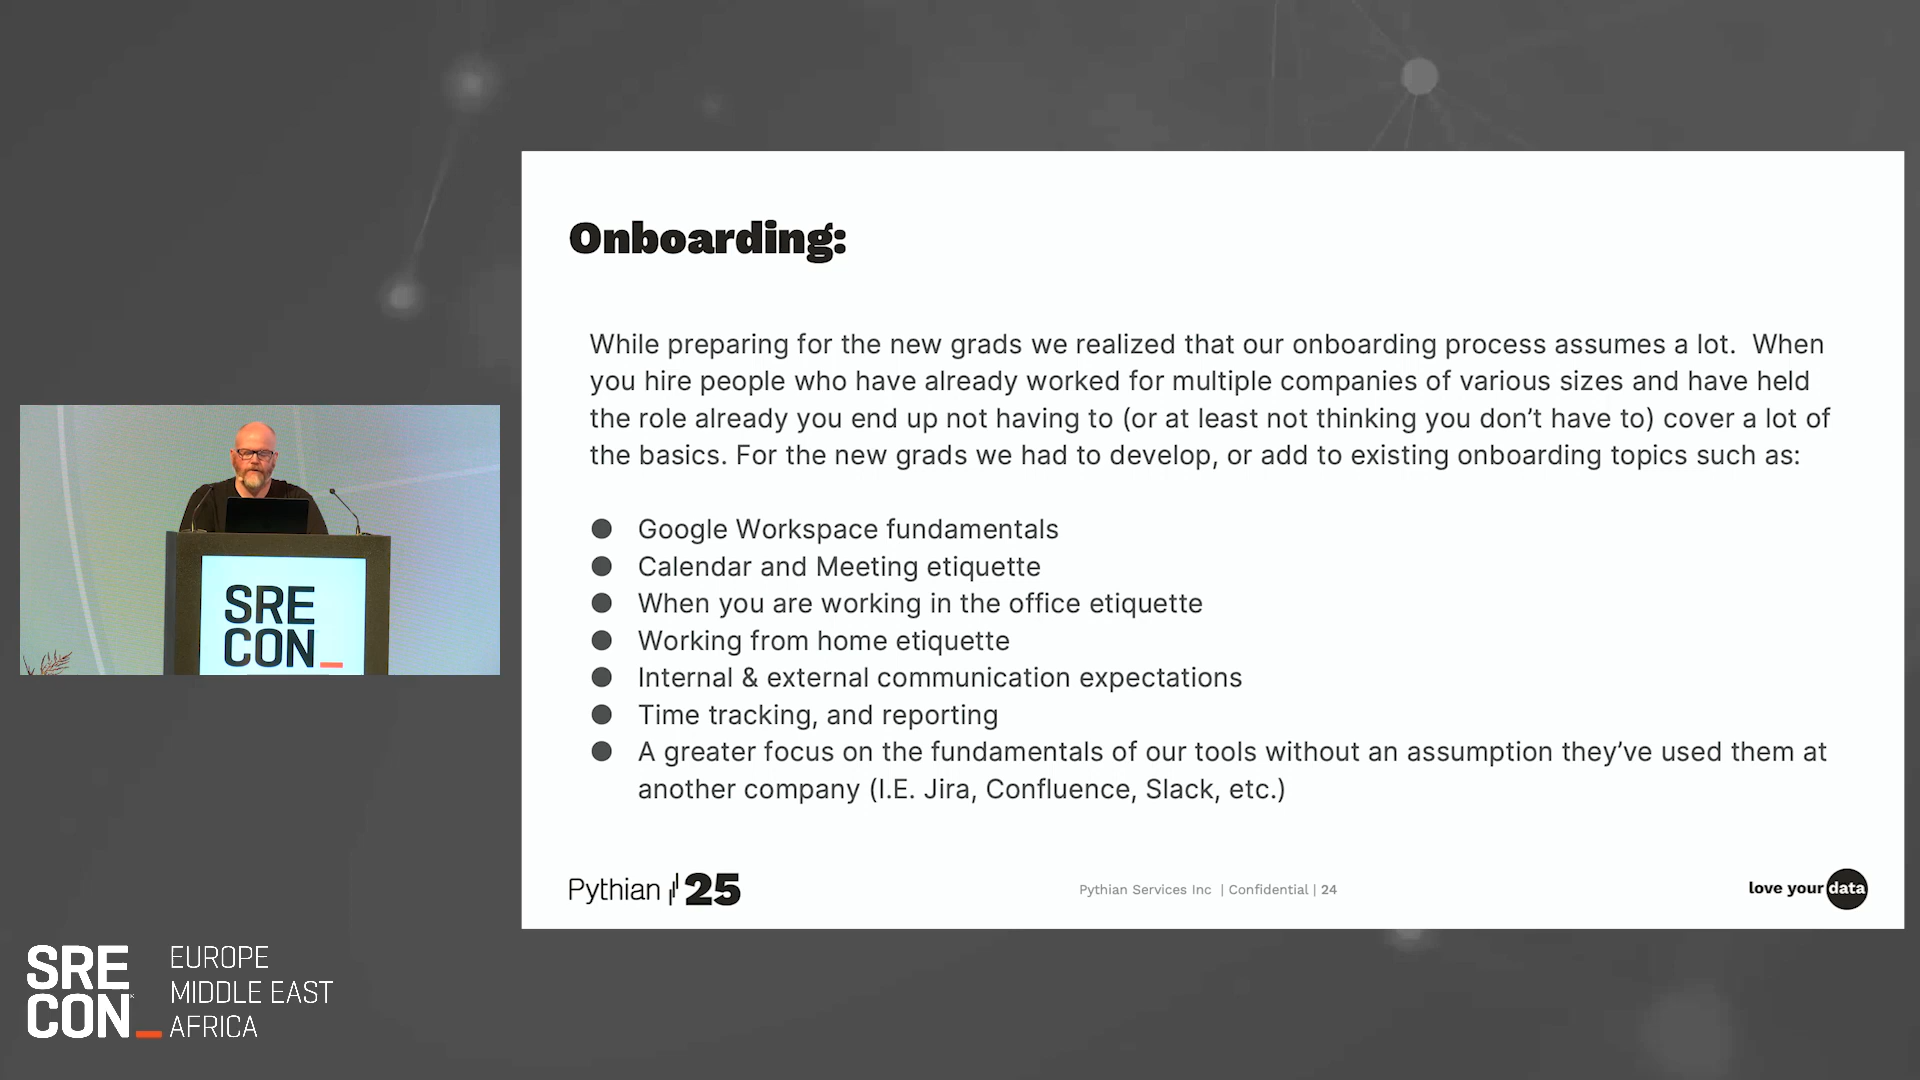 Onboarding:
While preparing for the new grads we realized that our onboarding process assumes a lot.  When
you hire people who have already worked for multiple companies of various sizes and have held
the role already you end up not having to (or at least not thinking you don’t have to) cover a lot of
the basics. For the new grads we had to develop, or add to existing onboarding topics such as:
● Google Workspace fundamentals
● Calendar and Meeting etiquette
● When you are working in the office etiquette
● Working from home etiquette
● Internal & external communication expectations
● Time tracking, and reporting
● A greater focus on the fundamentals of our tools without an assumption they’ve used them at
another company (I.E. Jira, Confluence, Slack, etc.)
Pythian 25
Pythian Services Inc | Confidential | 24
love your data
SRE
CON_
SRE
CON_
EUROPE
MIDDLE EAST
AFRICA